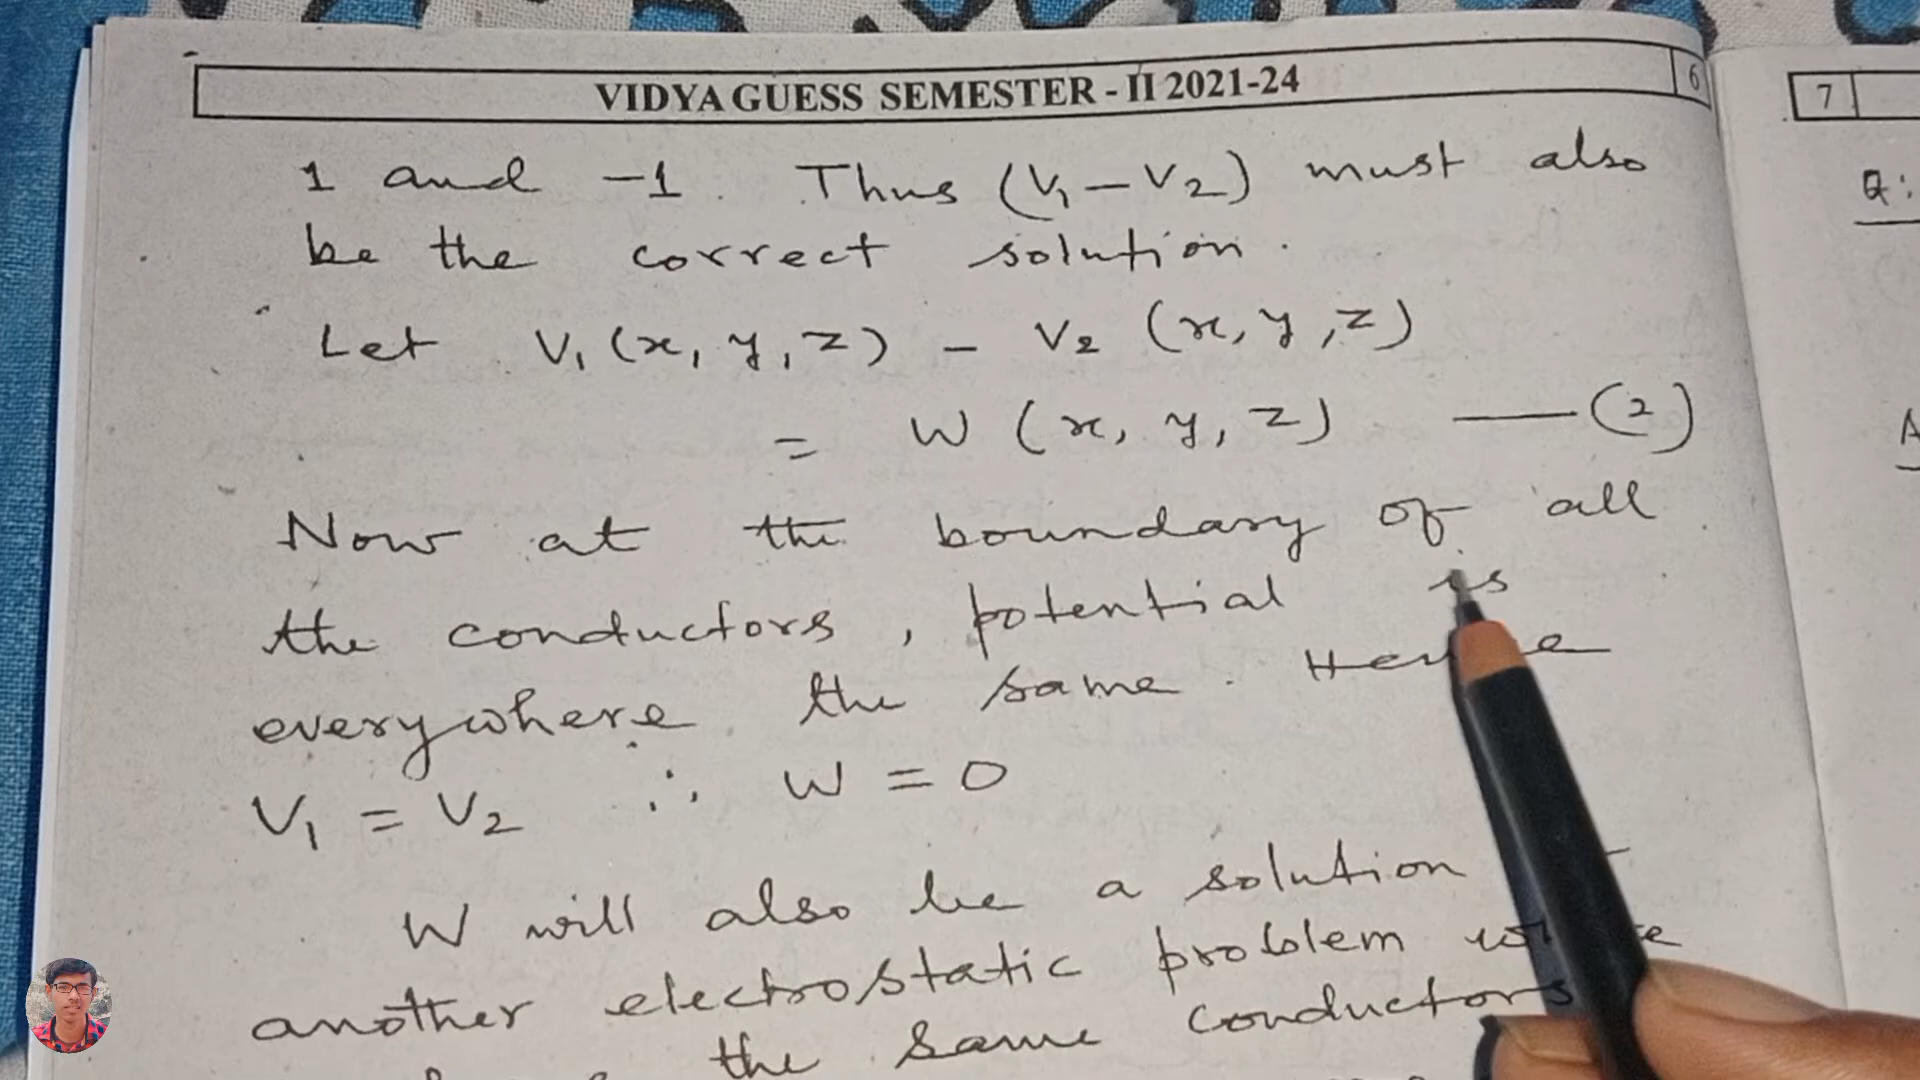 VIDYA GUESS SEMESTER - II 2021-24
6
1 and -1. Thus (V₁ - V₂) must also
be the correct solution.
Let V₁ (x, y, z) - V₂ (x, y, z)
= W (x, y, z) —(2)
Now at the boundary of all
the conductors, potential is
everywhere the same. Hence
V₁ = V₂ ∴ W = 0
W will also be a solution
another electrostatic problem
the same conductors
7
Q: